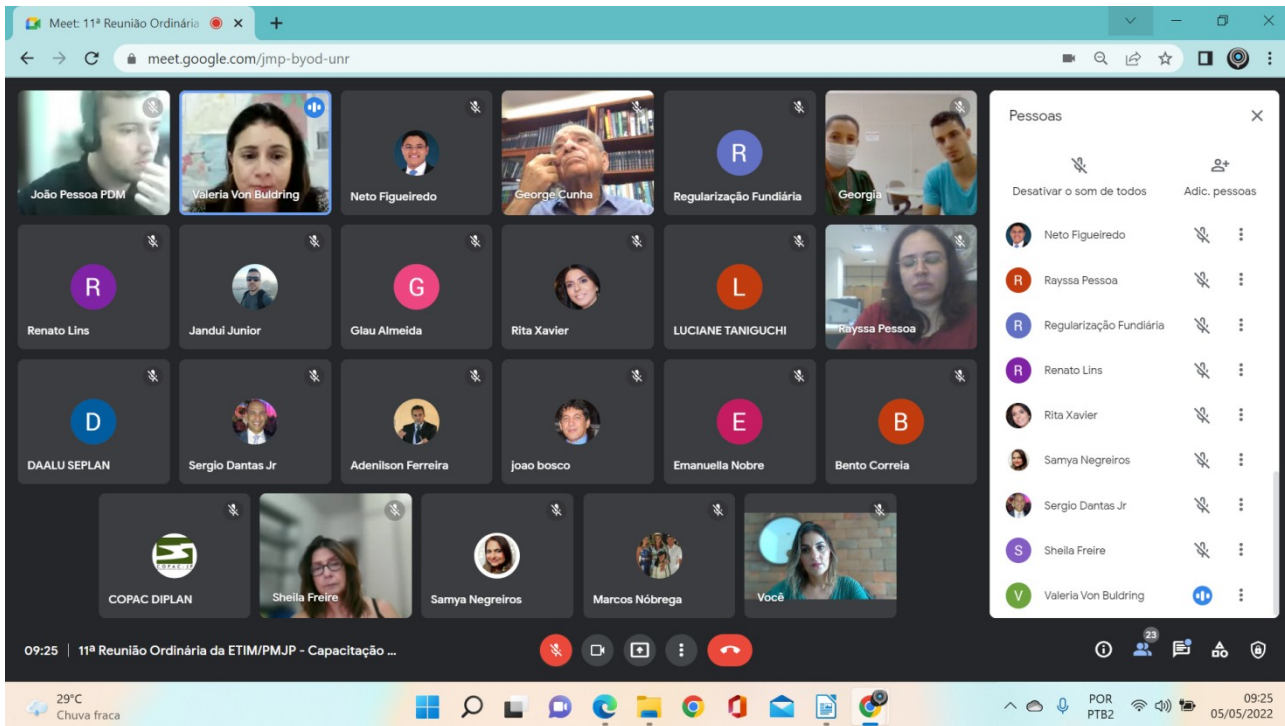 Meet: 11ª Reunião Ordinária
meet.google.com/jmp-byod-unr
João Pessoa PDM
Valeria Von Buldring
Neto Figueiredo
George Cunha
R
Regularização Fundiária
Georgia
R
Renato Lins
Jandui Junior
G
Glau Almeida
Rita Xavier
L
LUCIANE TANIGUCHI
Rayssa Pessoa
D
DAALU SEPLAN
Sergio Dantas Jr
Adenilson Ferreira
joao bosco
E
Emanuella Nobre
B
Bento Correia
COPAC-JP
COPAC DIPLAN
Sheila Freire
Samya Negreiros
Marcos Nóbrega
Você
Pessoas
Desativar o som de todos
Adic. pessoas
Neto Figueiredo
R Rayssa Pessoa
R Regularização Fundiária
R Renato Lins
Rita Xavier
Samya Negreiros
Sergio Dantas Jr
S Sheila Freire
V Valeria Von Buldring
09:25 | 11ª Reunião Ordinária da ETIM/PMJP - Capacitação ...
23
29°C
Chuva fraca
POR
PTB2
09:25
05/05/2022